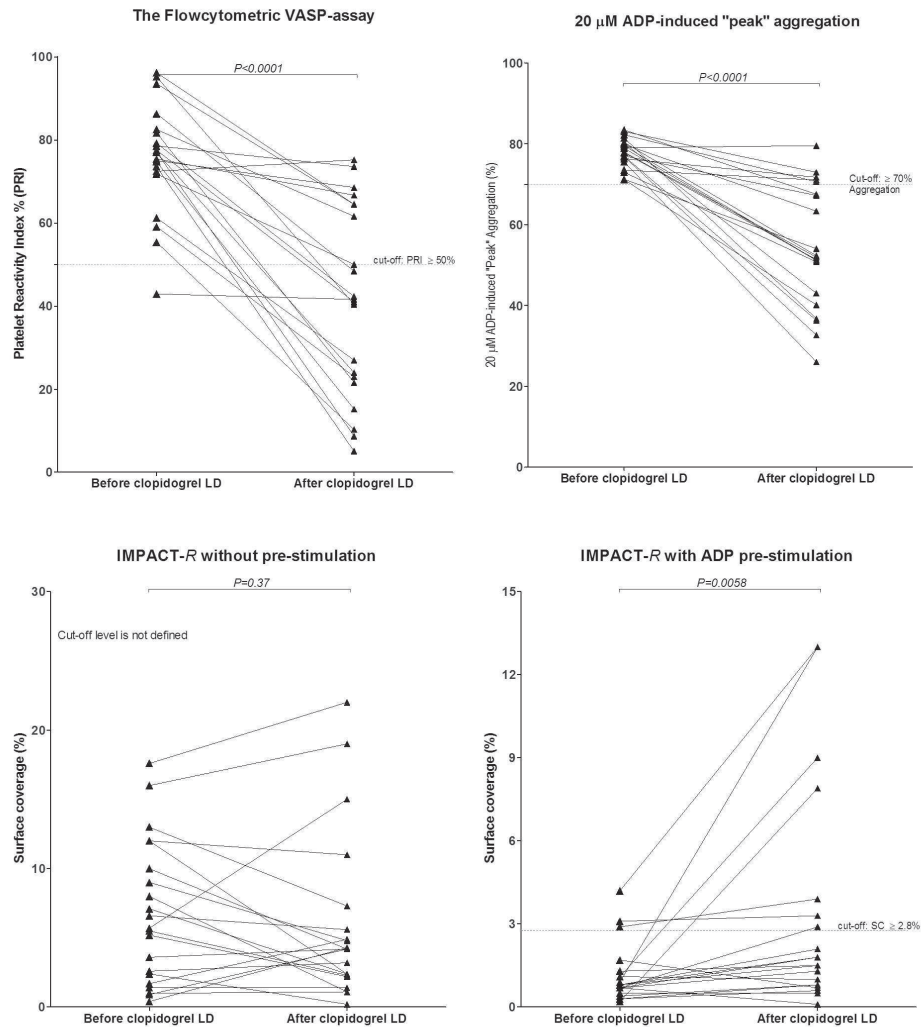 The Flowcytometric VASP-assay
P<0.0001
Platelet Reactivity Index % (PRI)
100
80
60
40
20
0
cut-off: PRI ≥ 50%
Before clopidogrel LD
After clopidogrel LD
20 µM ADP-induced "peak" aggregation
P<0.0001
20 µM ADP-induced "Peak" Aggregation (%)
100
80
60
40
20
0
Cut-off: ≥ 70%
Aggregation
Before clopidogrel LD
After clopidogrel LD
IMPACT-R without pre-stimulation
P=0.37
Cut-off level is not defined
Surface coverage (%)
30
20
10
0
Before clopidogrel LD
After clopidogrel LD
IMPACT-R with ADP pre-stimulation
P=0.0058
Surface coverage (%)
15
12
9
6
3
0
cut-off: SC ≥ 2.8%
Before clopidogrel LD
After clopidogrel LD